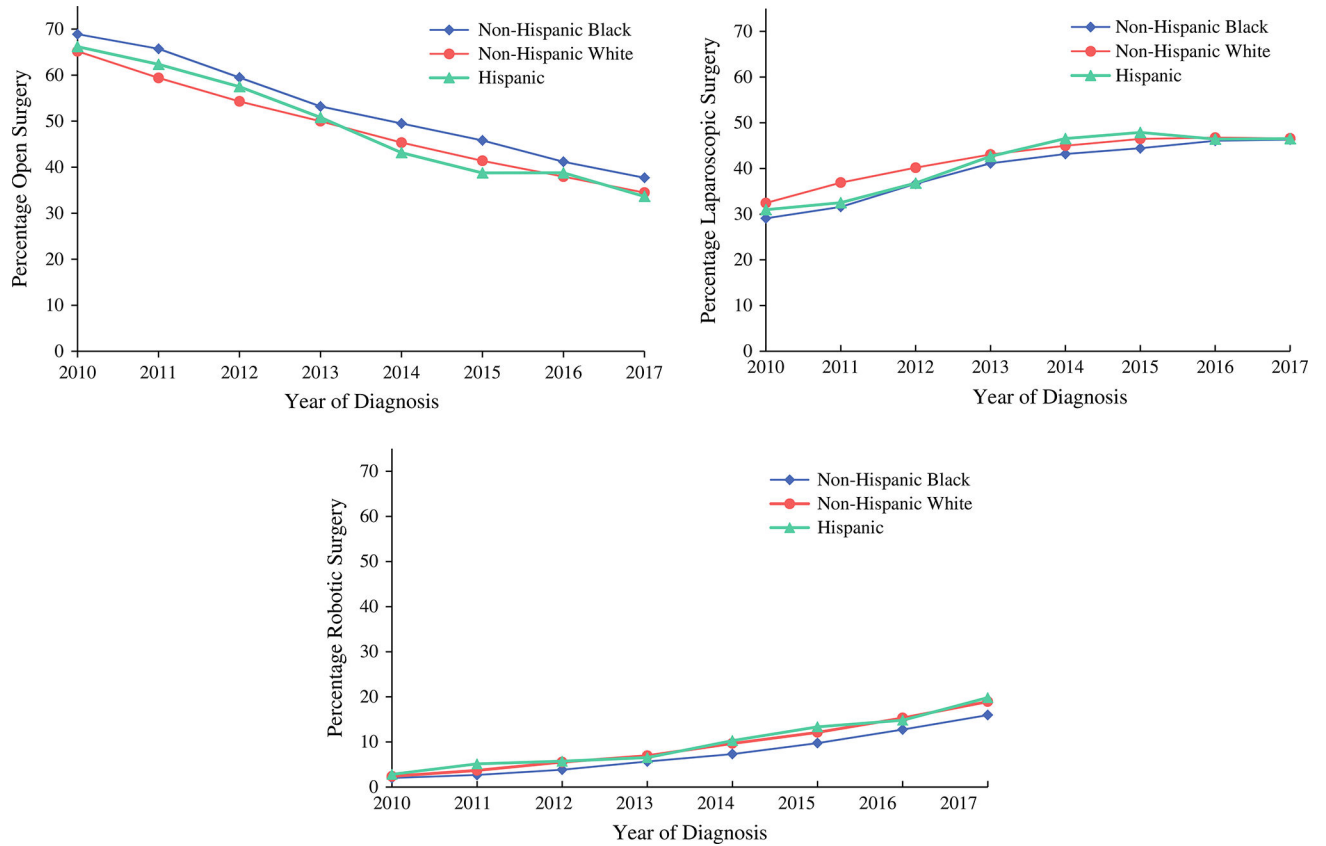 Percentage Open Surgery
70
60
50
40
30
20
10
0
2010 2011 2012 2013 2014 2015 2016 2017
Year of Diagnosis
Non-Hispanic Black
Non-Hispanic White
Hispanic
Percentage Laparoscopic Surgery
70
60
50
40
30
20
10
0
2010 2011 2012 2013 2014 2015 2016 2017
Year of Diagnosis
Non-Hispanic Black
Non-Hispanic White
Hispanic
Percentage Robotic Surgery
70
60
50
40
30
20
10
0
2010 2011 2012 2013 2014 2015 2016 2017
Year of Diagnosis
Non-Hispanic Black
Non-Hispanic White
Hispanic